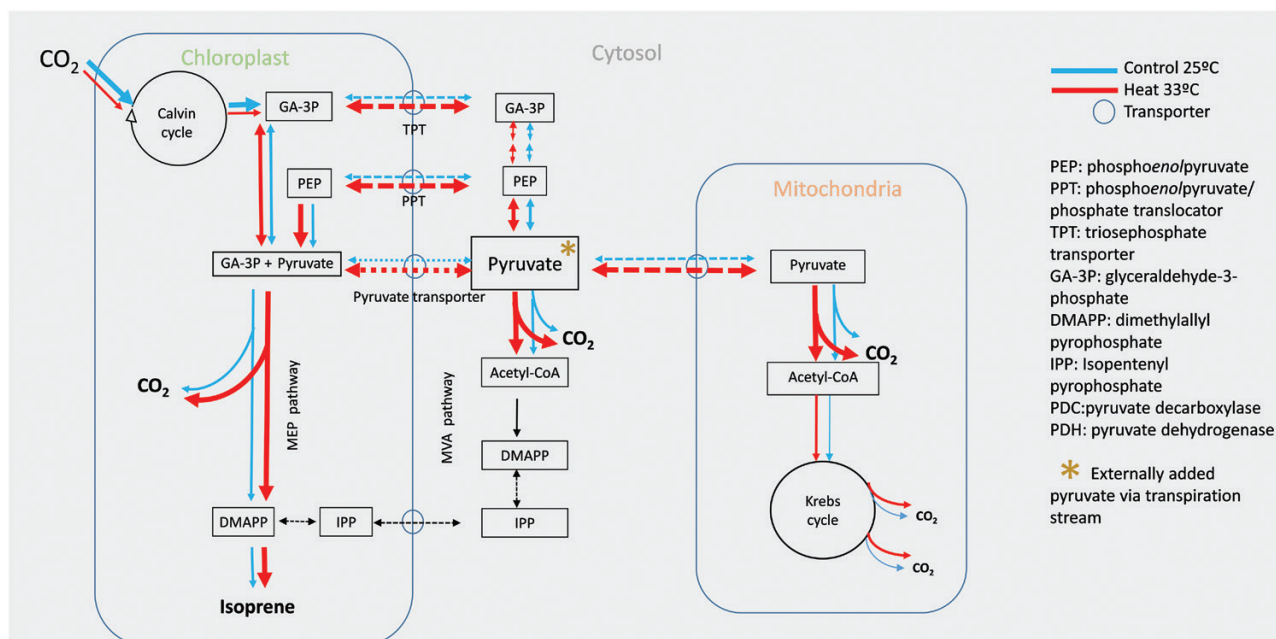 Chloroplast
Cytosol
CO2
Calvin
cycle
GA-3P
TPT
GA-3P
PEP
PPT
PEP
GA-3P + Pyruvate
Pyruvate transporter
Pyruvate*
CO2
MEP pathway
CO2
Acetyl-CoA
MVA pathway
DMAPP
DMAPP
IPP
IPP
Isoprene
Mitochondria
Pyruvate
CO2
Acetyl-CoA
Krebs
cycle
CO2
CO2
Control 25ºC
Heat 33ºC
Transporter
PEP: phosphoenolpyruvate
PPT: phosphoenolpyruvate/
phosphate translocator
TPT: triosephosphate
transporter
GA-3P: glyceraldehyde-3-
phosphate
DMAPP: dimethylallyl
pyrophosphate
IPP: Isopentenyl
pyrophosphate
PDC:pyruvate decarboxylase
PDH: pyruvate dehydrogenase
* Externally added
pyruvate via transpiration
stream